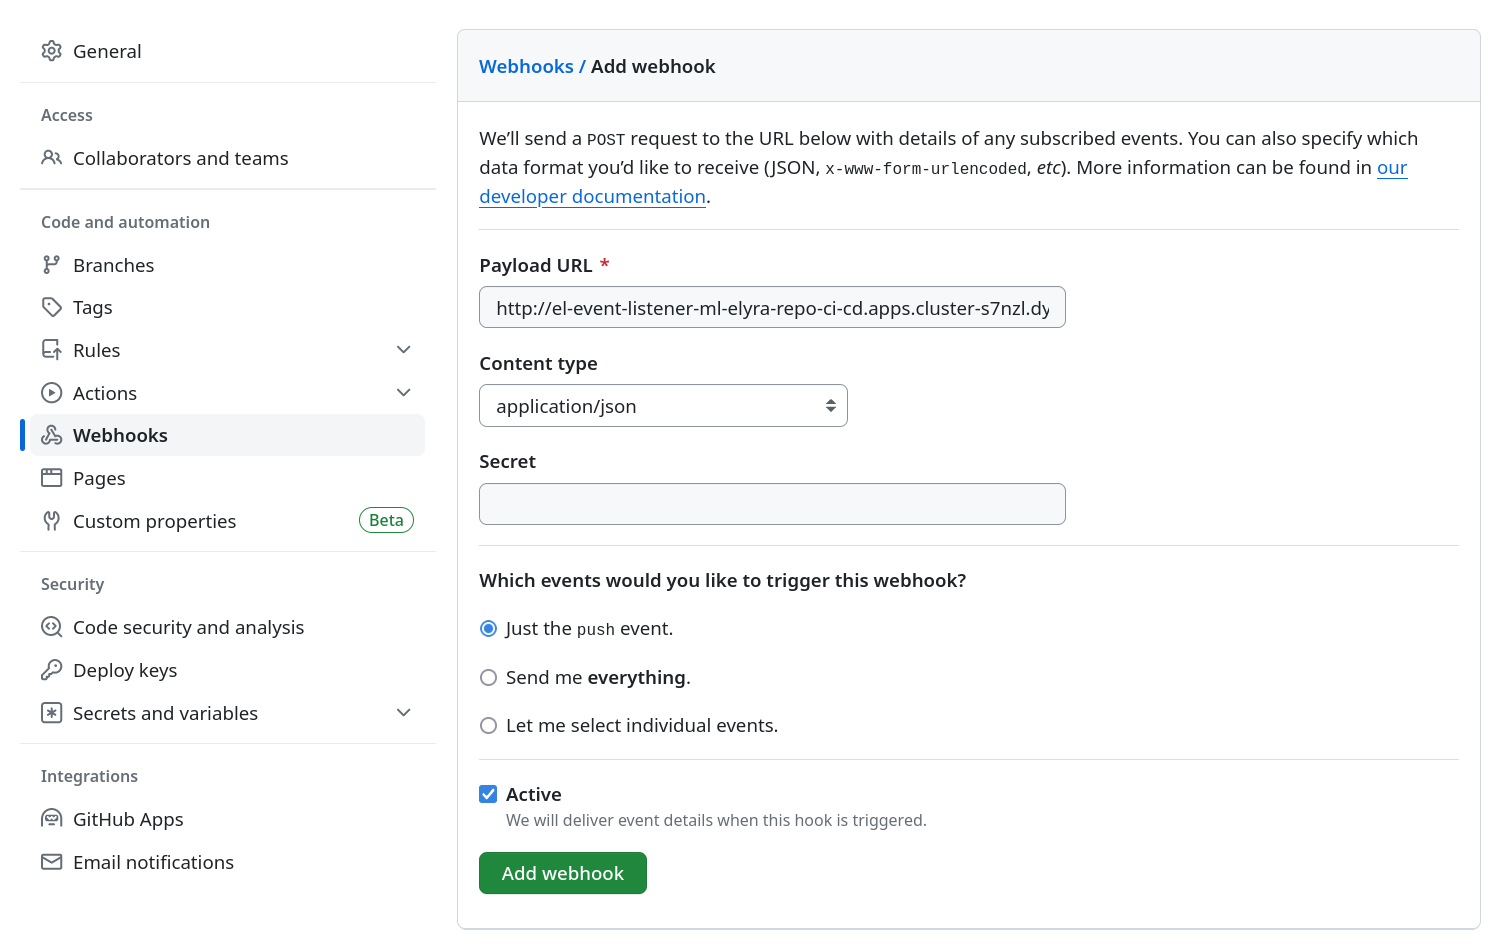 General
Access
Collaborators and teams
Code and automation
Branches
Tags
Rules
Actions
Webhooks
Pages
Custom properties Beta
Security
Code security and analysis
Deploy keys
Secrets and variables
Integrations
GitHub Apps
Email notifications
Webhooks / Add webhook
We’ll send a POST request to the URL below with details of any subscribed events. You can also specify which
data format you’d like to receive (JSON, x-www-form-urlencoded, etc). More information can be found in our
developer documentation.
Payload URL *
http://el-event-listener-ml-elyra-repo-ci-cd.apps.cluster-s7nzl.dy
Content type
application/json
Secret
Which events would you like to trigger this webhook?
Just the push event.
Send me everything.
Let me select individual events.
Active
We will deliver event details when this hook is triggered.
Add webhook